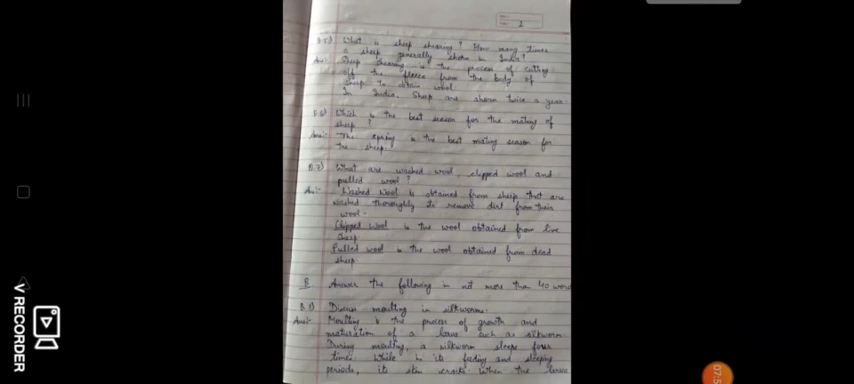 2
Q.5) What is sheep shearing? How many times
a sheep generally shorn in India?
Ans:- Sheep Shearing is the process of cutting
off the fleece from the body of
Sheep to obtain wool
In India, Sheep are shorn twice a year
Q.6) Which is the best season for the mating of
sheep?
Ans:- The spring is the best mating season for
the sheep.
Q.7) What are washed wool, clipped wool and
pulled wool?
Ans:- Washed Wool is obtained from sheep that are
washed thoroughly to remove dirt from their
wool.
Clipped wool is the wool obtained from live
sheep
Pulled wool is the wool obtained from dead
sheep
B Answer the following in not more than 40 word
Q.8) Discuss moulting in silkworms.
Ans:- Moulting is the process of growth and
maturation of a larva such as silkworm.
During moulting, a silkworm sleeps four
times. While in its feeding and sleeping
periods, its skin cracks when the larva
V RECORDER
07:5